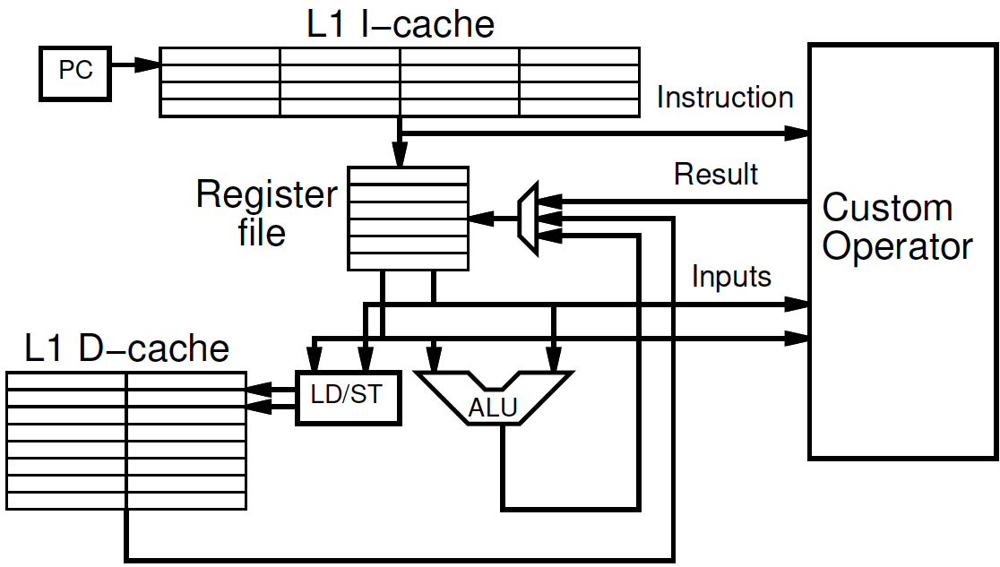 L1 I−cache
PC
Instruction
Result
Register
file
Custom
Operator
Inputs
L1 D−cache
LD/ST
ALU